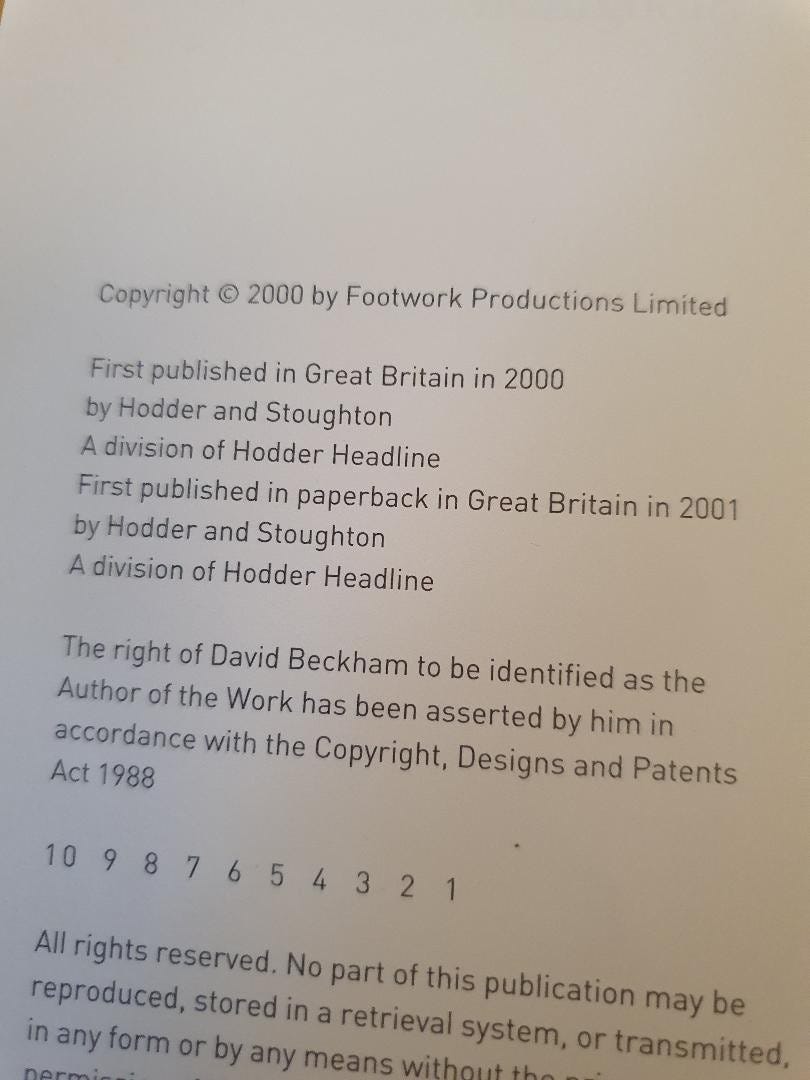 Copyright © 2000 by Footwork Productions Limited
First published in Great Britain in 2000
by Hodder and Stoughton
A division of Hodder Headline
First published in paperback in Great Britain in 2001
by Hodder and Stoughton
A division of Hodder Headline
The right of David Beckham to be identified as the
Author of the Work has been asserted by him in
accordance with the Copyright, Designs and Patents
Act 1988
10 9 8 7 6 5 4 3 2 1
All rights reserved. No part of this publication may be
reproduced, stored in a retrieval system, or transmitted,
in any form or by any means without the